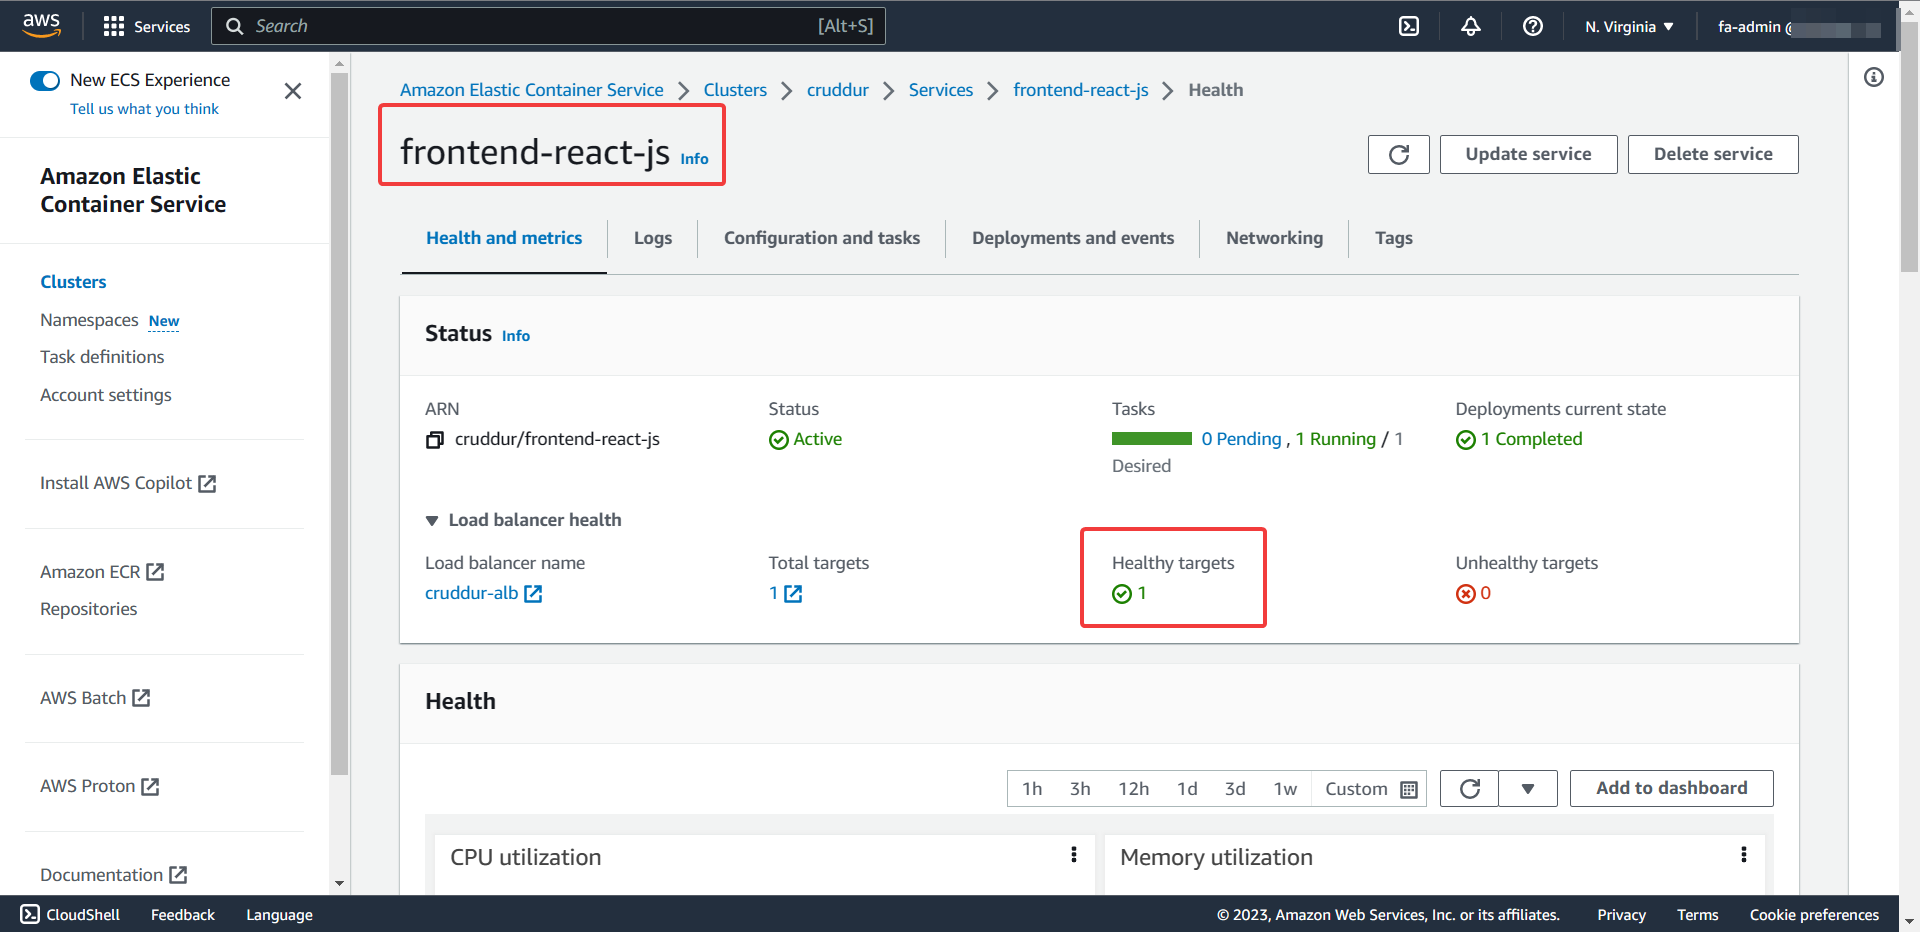 aws
Services
Search [Alt+S]
N. Virginia ▼
fa-admin @
New ECS Experience
Tell us what you think
Amazon Elastic
Container Service
Clusters
Namespaces New
Task definitions
Account settings
Install AWS Copilot
Amazon ECR
Repositories
AWS Batch
AWS Proton
Documentation
Amazon Elastic Container Service > Clusters > cruddur > Services > frontend-react-js > Health
frontend-react-js Info
Update service
Delete service
Health and metrics
Logs
Configuration and tasks
Deployments and events
Networking
Tags
Status Info
ARN
cruddur/frontend-react-js
Status
Active
Tasks
0 Pending , 1 Running / 1
Desired
Deployments current state
1 Completed
▼ Load balancer health
Load balancer name
cruddur-alb
Total targets
1
Healthy targets
1
Unhealthy targets
0
Health
1h 3h 12h 1d 3d 1w Custom
Add to dashboard
CPU utilization
Memory utilization
CloudShell
Feedback
Language
© 2023, Amazon Web Services, Inc. or its affiliates.
Privacy
Terms
Cookie preferences